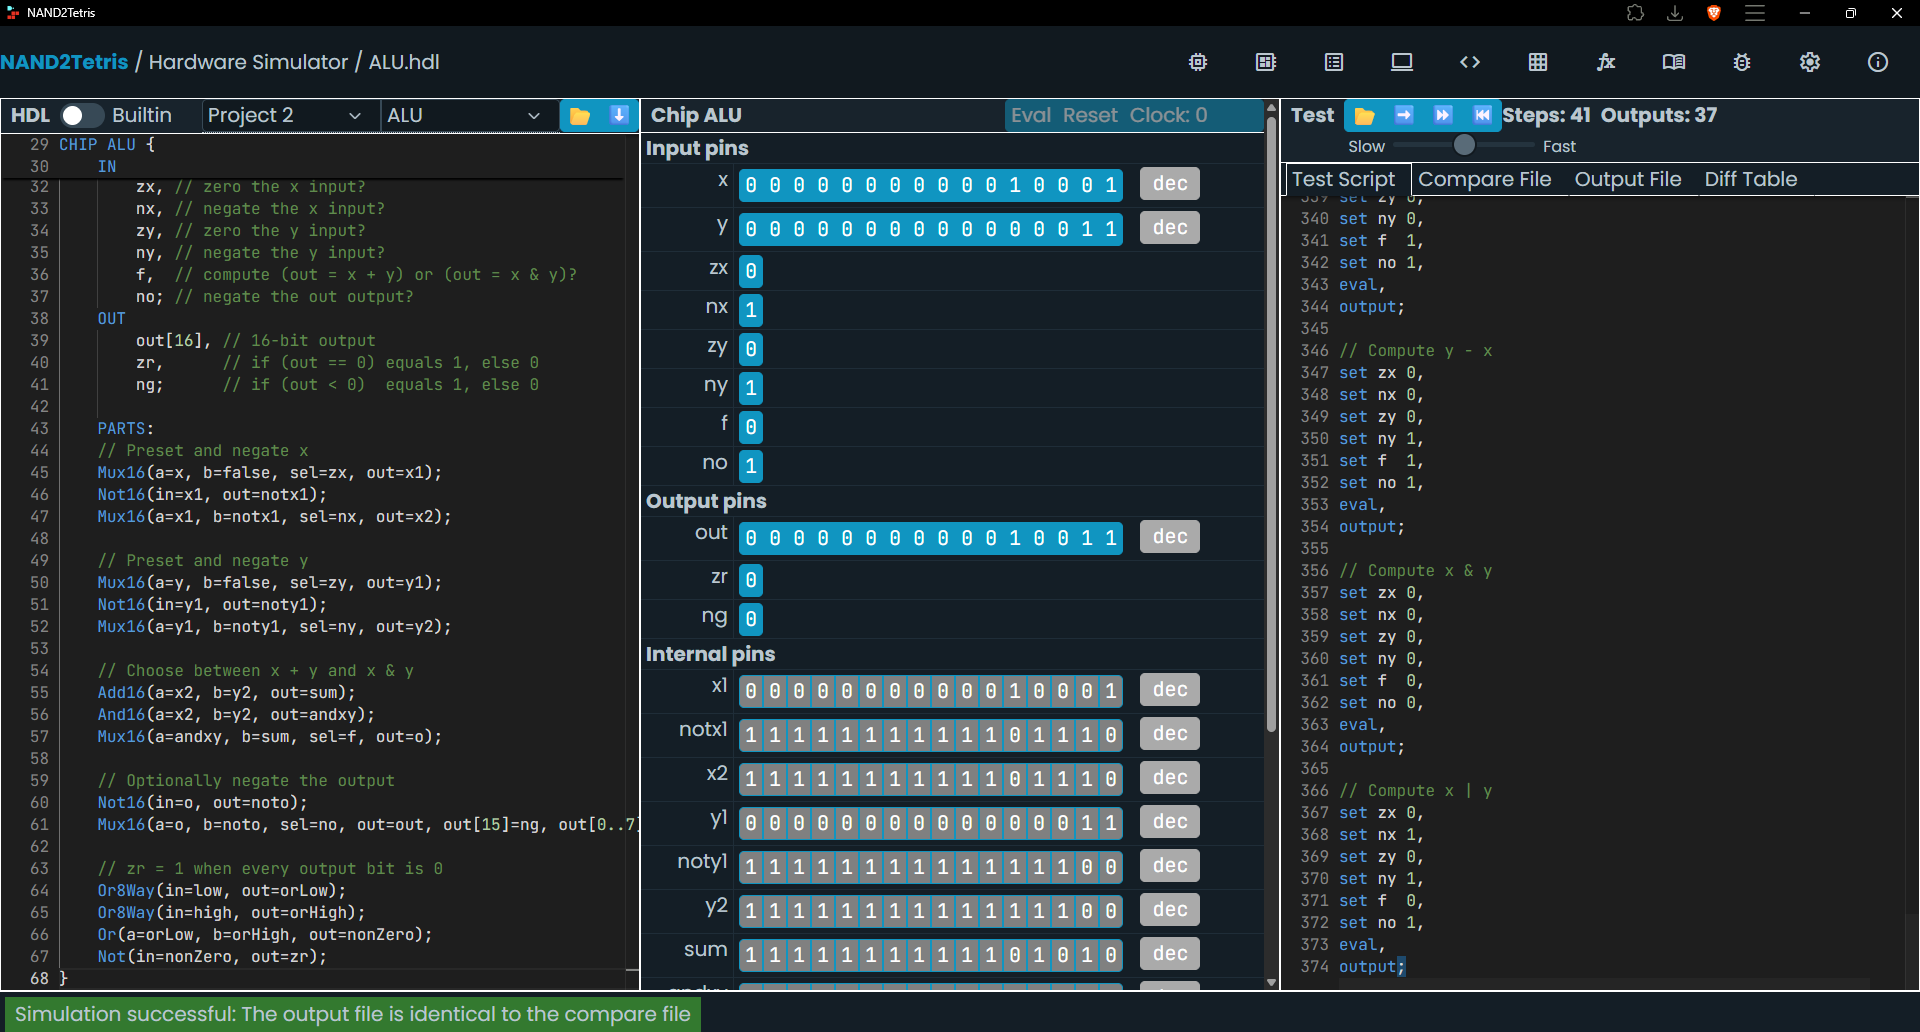 NAND2Tetris
NAND2Tetris / Hardware Simulator / ALU.hdl
HDL Builtin Project 2 ALU
29 CHIP ALU {
30 IN
32 zx, // zero the x input?
33 nx, // negate the x input?
34 zy, // zero the y input?
35 ny, // negate the y input?
36 f, // compute (out = x + y) or (out = x & y)?
37 no; // negate the out output?
38 OUT
39 out[16], // 16-bit output
40 zr, // if (out == 0) equals 1, else 0
41 ng; // if (out < 0) equals 1, else 0
42
43 PARTS:
44 // Preset and negate x
45 Mux16(a=x, b=false, sel=zx, out=x1);
46 Not16(in=x1, out=notx1);
47 Mux16(a=x1, b=notx1, sel=nx, out=x2);
48
49 // Preset and negate y
50 Mux16(a=y, b=false, sel=zy, out=y1);
51 Not16(in=y1, out=noty1);
52 Mux16(a=y1, b=noty1, sel=ny, out=y2);
53
54 // Choose between x + y and x & y
55 Add16(a=x2, b=y2, out=sum);
56 And16(a=x2, b=y2, out=andxy);
57 Mux16(a=andxy, b=sum, sel=f, out=o);
58
59 // Optionally negate the output
60 Not16(in=o, out=noto);
61 Mux16(a=o, b=noto, sel=no, out=out, out[15]=ng, out[0..7]
62
63 // zr = 1 when every output bit is 0
64 Or8Way(in=low, out=orLow);
65 Or8Way(in=high, out=orHigh);
66 Or(a=orLow, b=orHigh, out=nonZero);
67 Not(in=nonZero, out=zr);
68 }
Chip ALU Eval Reset Clock: 0
Input pins
x 0 0 0 0 0 0 0 0 0 0 0 1 0 0 0 1 dec
y 0 0 0 0 0 0 0 0 0 0 0 0 0 0 1 1 dec
zx 0
nx 1
zy 0
ny 1
f 0
no 1
Output pins
out 0 0 0 0 0 0 0 0 0 0 0 1 0 0 1 1 dec
zr 0
ng 0
Internal pins
x1 0 0 0 0 0 0 0 0 0 0 0 1 0 0 0 1 dec
notx1 1 1 1 1 1 1 1 1 1 1 1 0 1 1 1 0 dec
x2 1 1 1 1 1 1 1 1 1 1 1 0 1 1 1 0 dec
y1 0 0 0 0 0 0 0 0 0 0 0 0 0 0 1 1 dec
noty1 1 1 1 1 1 1 1 1 1 1 1 1 1 1 0 0 dec
y2 1 1 1 1 1 1 1 1 1 1 1 1 1 1 0 0 dec
sum 1 1 1 1 1 1 1 1 1 1 1 0 1 0 1 0 dec
Test Steps: 41 Outputs: 37
Slow Fast
Test Script Compare File Output File Diff Table
339 set zy 0,
340 set ny 0,
341 set f 1,
342 set no 1,
343 eval,
344 output;
345
346 // Compute y - x
347 set zx 0,
348 set nx 0,
349 set zy 0,
350 set ny 1,
351 set f 1,
352 set no 1,
353 eval,
354 output;
355
356 // Compute x & y
357 set zx 0,
358 set nx 0,
359 set zy 0,
360 set ny 0,
361 set f 0,
362 set no 0,
363 eval,
364 output;
365
366 // Compute x | y
367 set zx 0,
368 set nx 1,
369 set zy 0,
370 set ny 1,
371 set f 0,
372 set no 1,
373 eval,
374 output;
Simulation successful: The output file is identical to the compare file